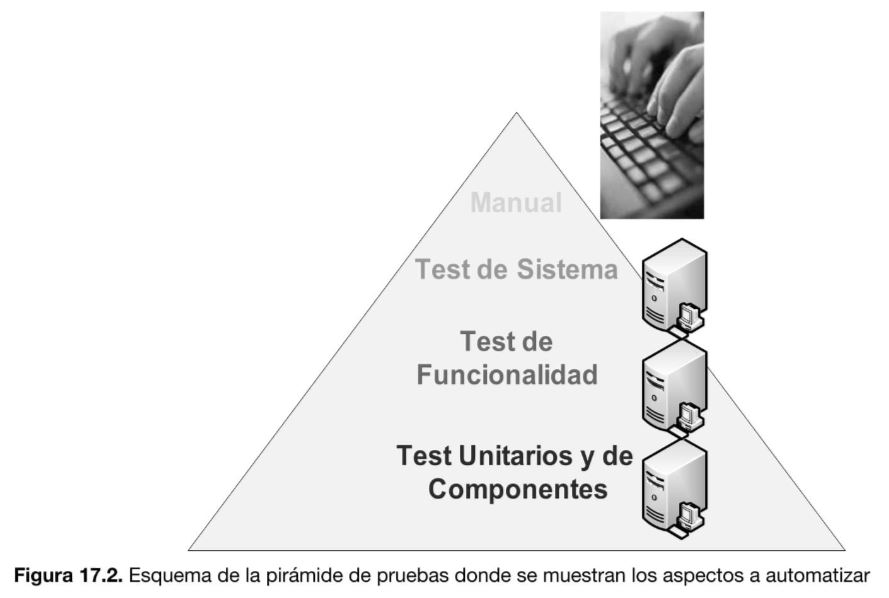 Manual
Test de Sistema
Test de
Funcionalidad
Test Unitarios y de
Componentes
Figura 17.2. Esquema de la pirámide de pruebas donde se muestran los aspectos a automatizar